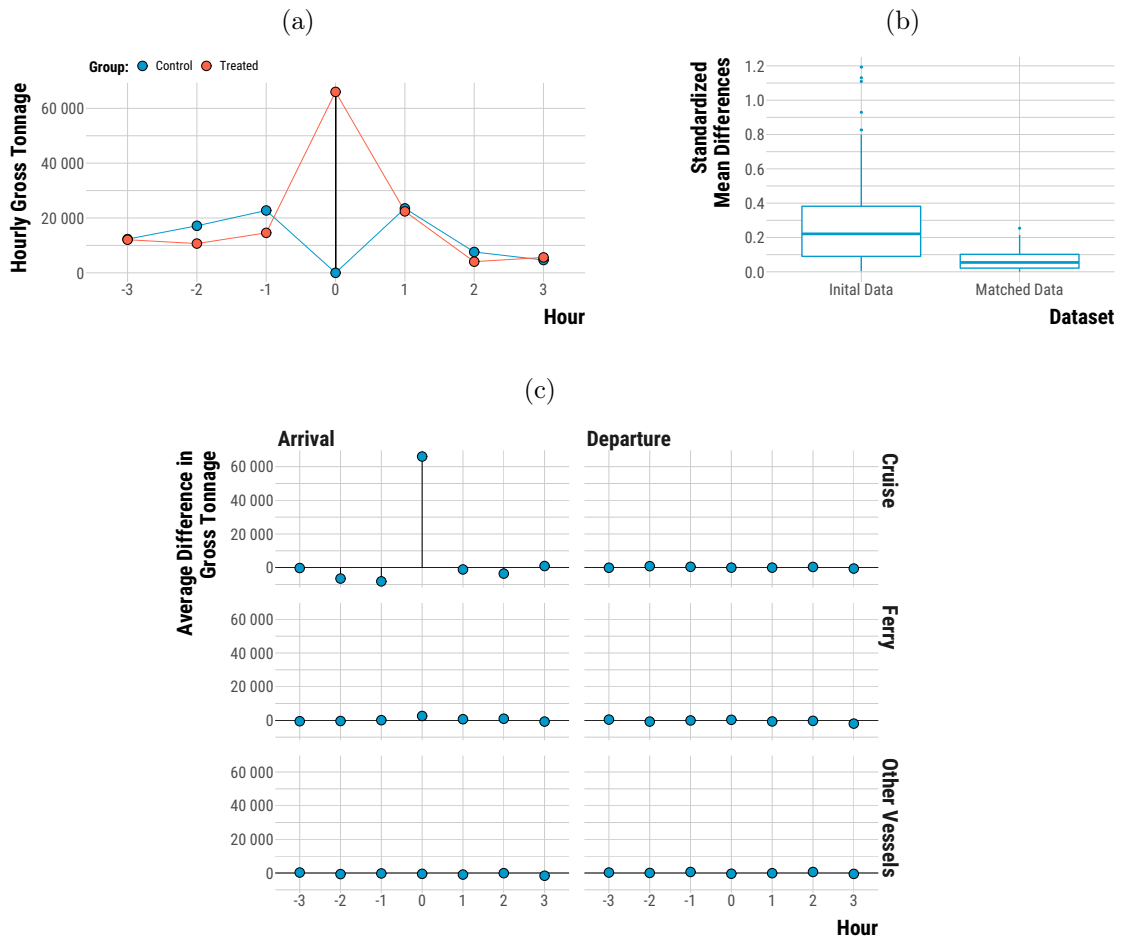 (a)
Group: Control Treated
Hourly Gross Tonnage
60 000
40 000
20 000
0
-3 -2 -1 0 1 2 3
Hour
(b)
Standardized
Mean Differences
1.2
1.0
0.8
0.6
0.4
0.2
0.0
Inital Data Matched Data
Dataset
(c)
Arrival Departure
Average Difference in
Gross Tonnage
60 000
40 000
20 000
0
Cruise
60 000
40 000
20 000
0
Ferry
60 000
40 000
20 000
0
Other Vessels
-3 -2 -1 0 1 2 3 -3 -2 -1 0 1 2 3
Hour